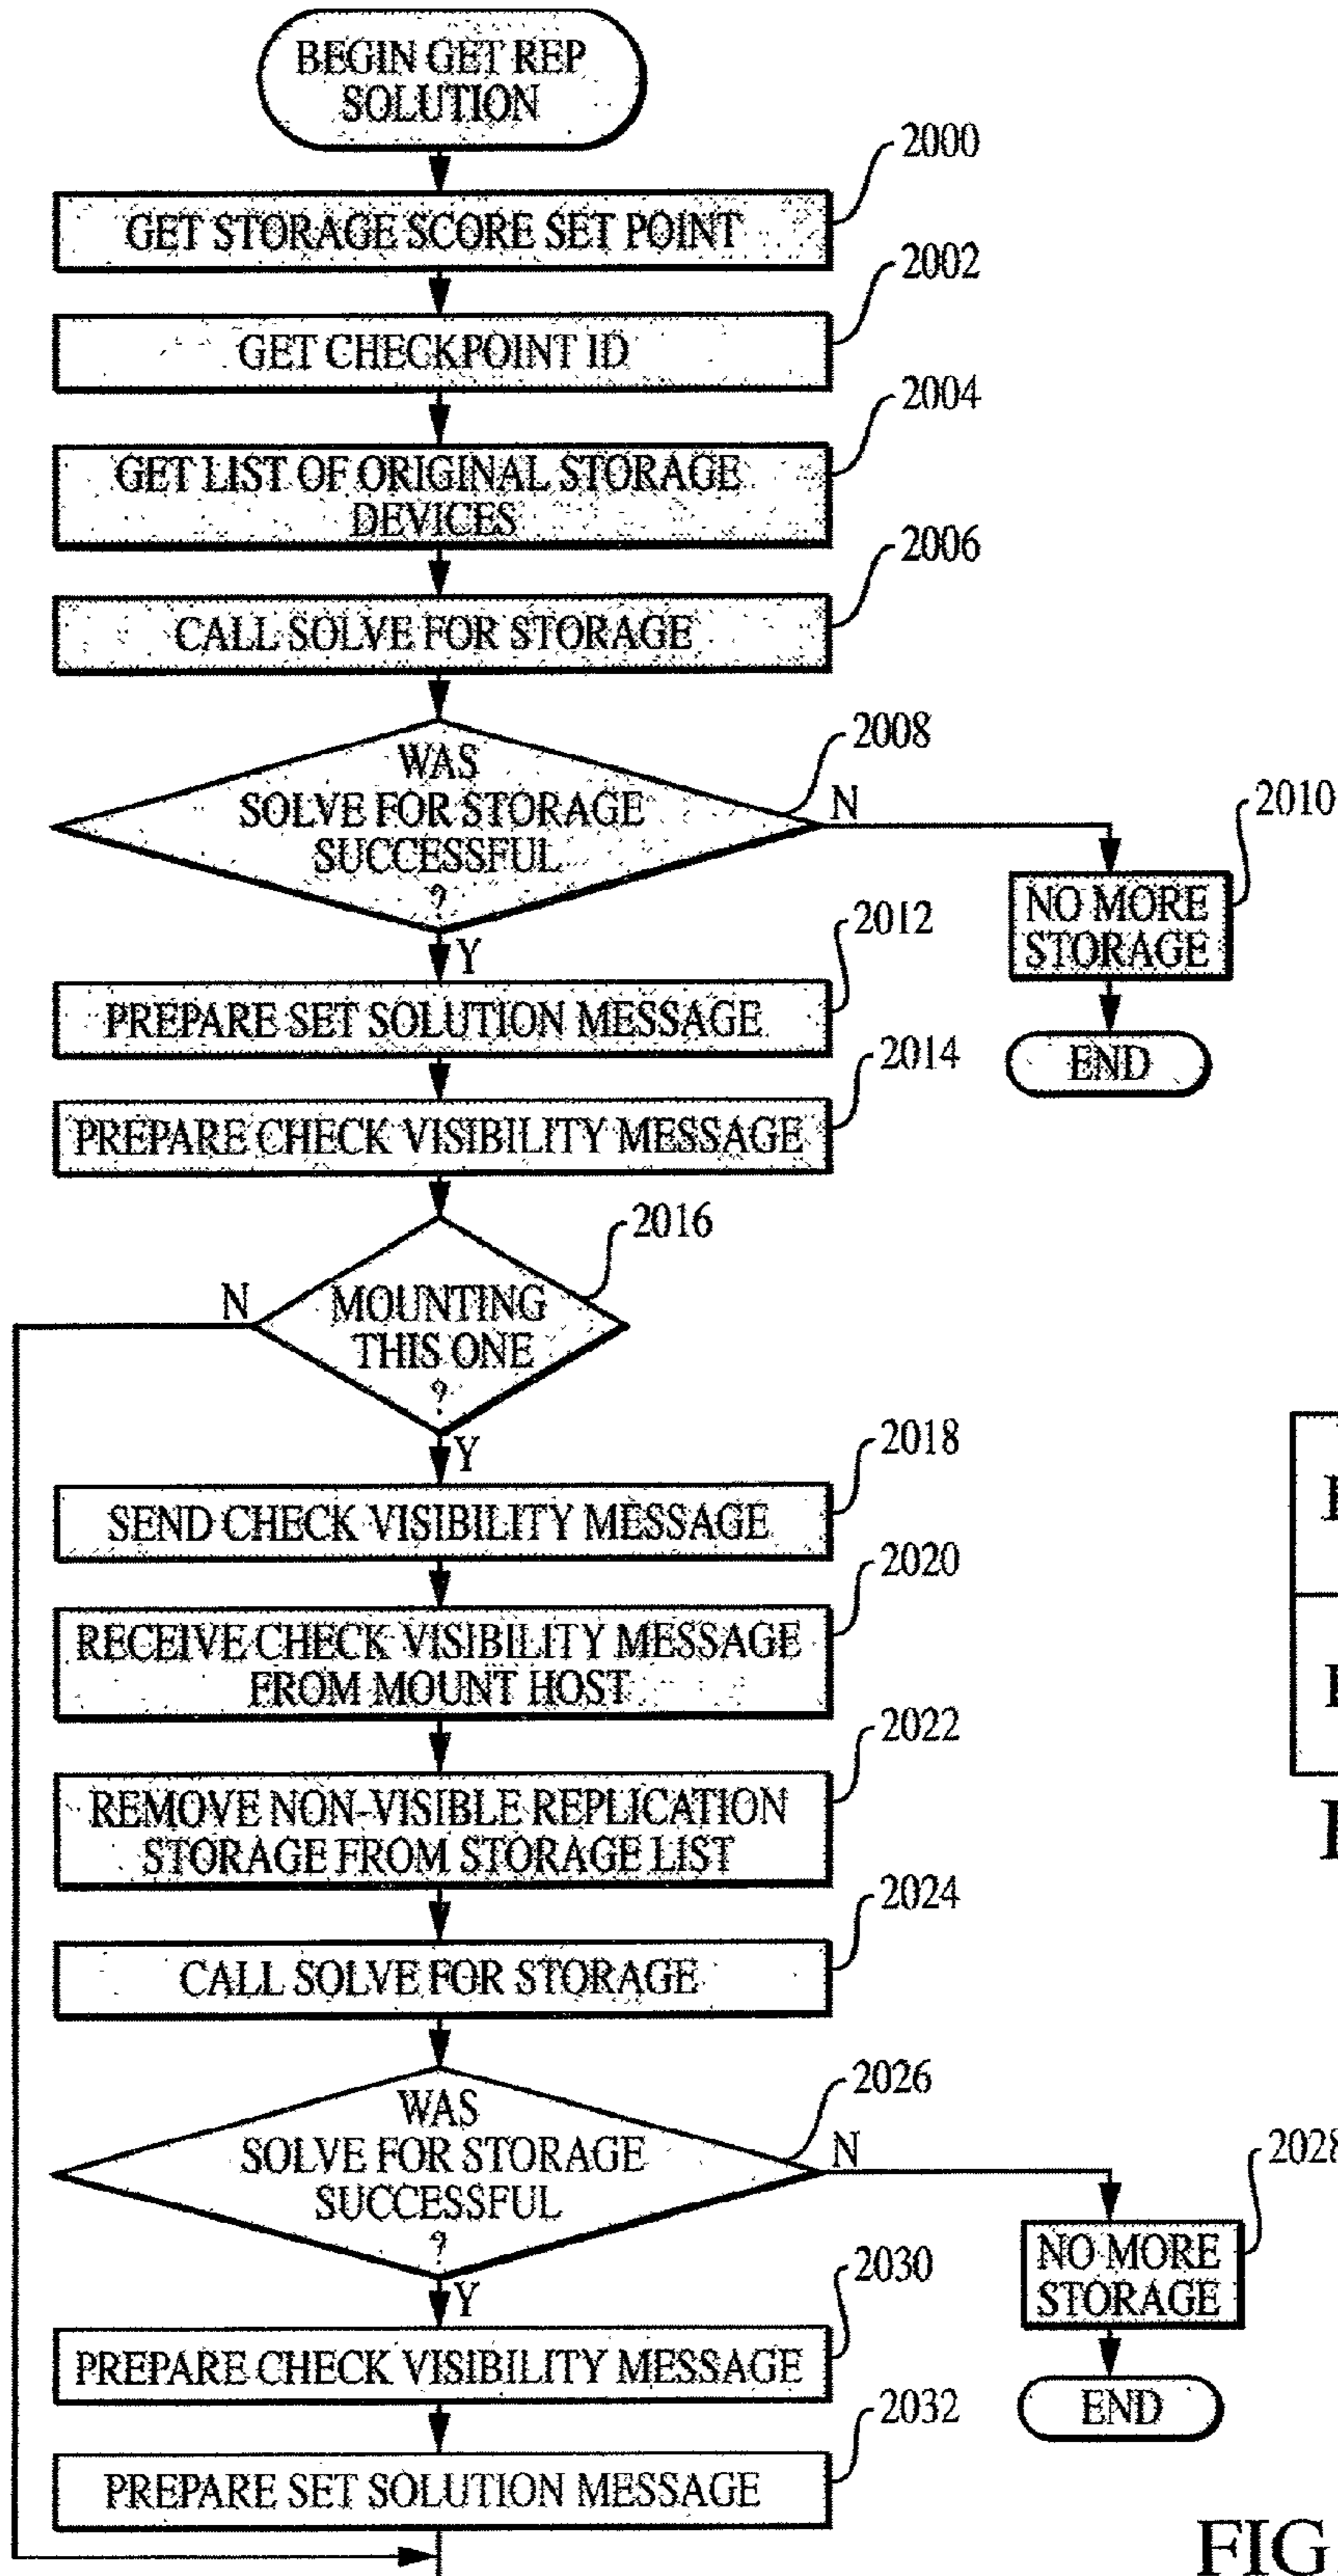 BEGIN GET REP
SOLUTION
2000
GET STORAGE SCORE SET POINT
2002
GET CHECKPOINT ID
2004
GET LIST OF ORIGINAL STORAGE
DEVICES
2006
CALL SOLVE FOR STORAGE
2008
WAS
SOLVE FOR STORAGE
SUCCESSFUL
?
N
2010
NO MORE
STORAGE
END
Y
2012
PREPARE SET SOLUTION MESSAGE
2014
PREPARE CHECK VISIBILITY MESSAGE
2016
MOUNTING
THIS ONE
?
N
Y
2018
SEND CHECK VISIBILITY MESSAGE
2020
RECEIVE CHECK VISIBILITY MESSAGE
FROM MOUNT HOST
2022
REMOVE NON-VISIBLE REPLICATION
STORAGE FROM STORAGE LIST
2024
CALL SOLVE FOR STORAGE
2026
WAS
SOLVE FOR STORAGE
SUCCESSFUL
?
N
2028
NO MORE
STORAGE
END
Y
2030
PREPARE CHECK VISIBILITY MESSAGE
2032
PREPARE SET SOLUTION MESSAGE
FIG.